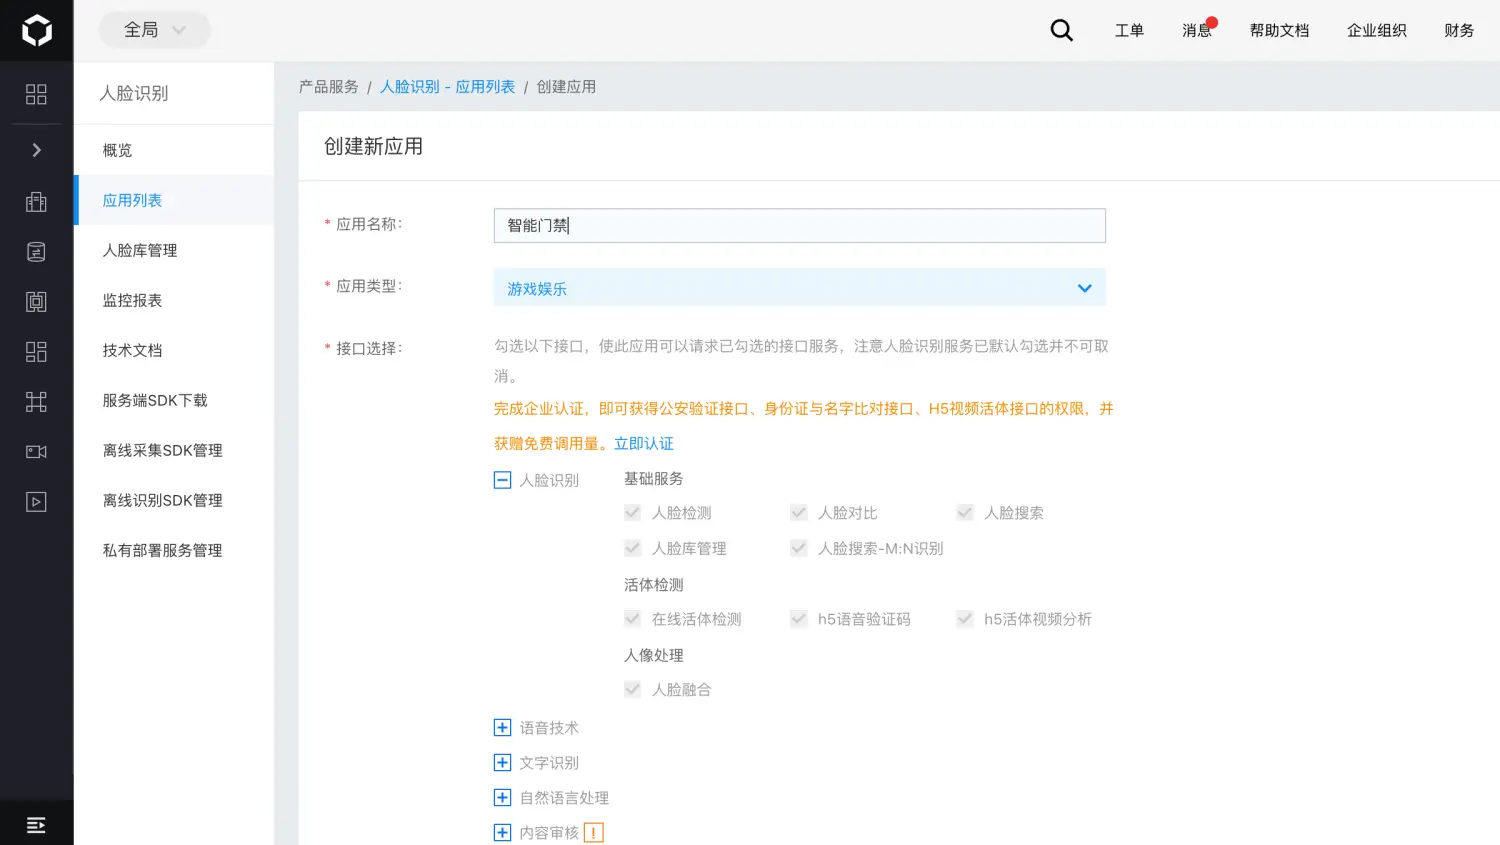 全局
工单
消息
帮助文档
企业组织
财务
人脸识别
概览
应用列表
人脸库管理
监控报表
技术文档
服务端SDK下载
离线采集SDK管理
离线识别SDK管理
私有部署服务管理
产品服务 / 人脸识别 - 应用列表 / 创建应用
创建新应用
* 应用名称：
智能门禁
* 应用类型：
游戏娱乐
* 接口选择：
勾选以下接口，使此应用可以请求已勾选的接口服务，注意人脸识别服务已默认勾选并不可取
消。
完成企业认证，即可获得公安验证接口、身份证与名字比对接口、H5视频活体接口的权限，并
获赠免费调用量。立即认证
人脸识别
基础服务
人脸检测 人脸对比 人脸搜索
人脸库管理 人脸搜索-M:N识别
活体检测
在线活体检测 h5语音验证码 h5活体视频分析
人像处理
人脸融合
语音技术
文字识别
自然语言处理
内容审核 !